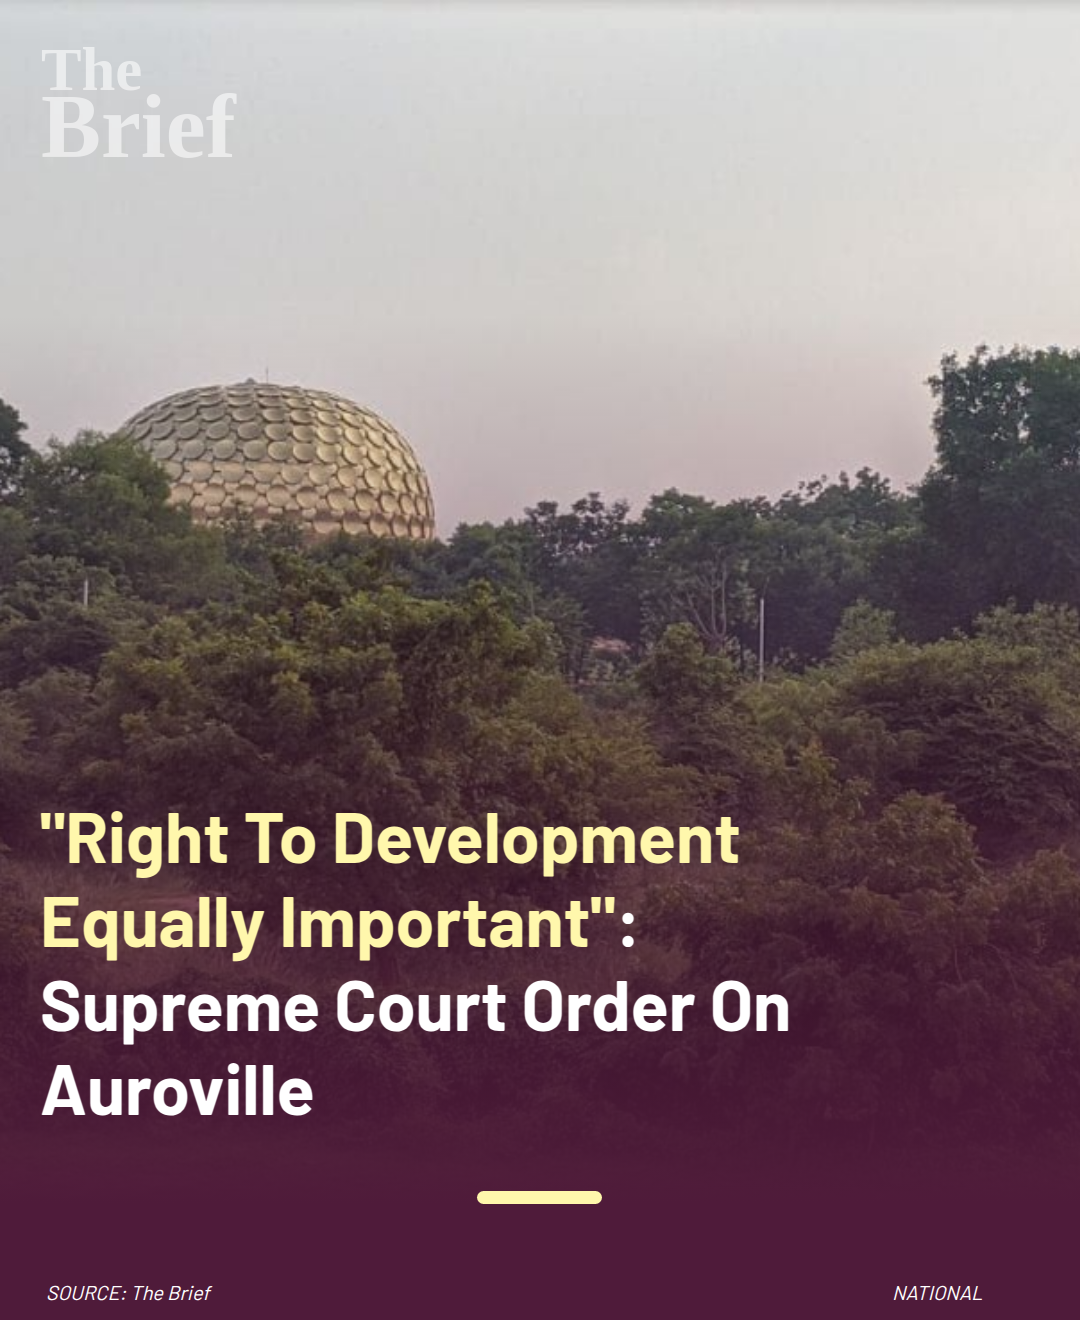 The
Brief
"Right To Development
Equally Important":
Supreme Court Order On
Auroville
SOURCE: The Brief
NATIONAL